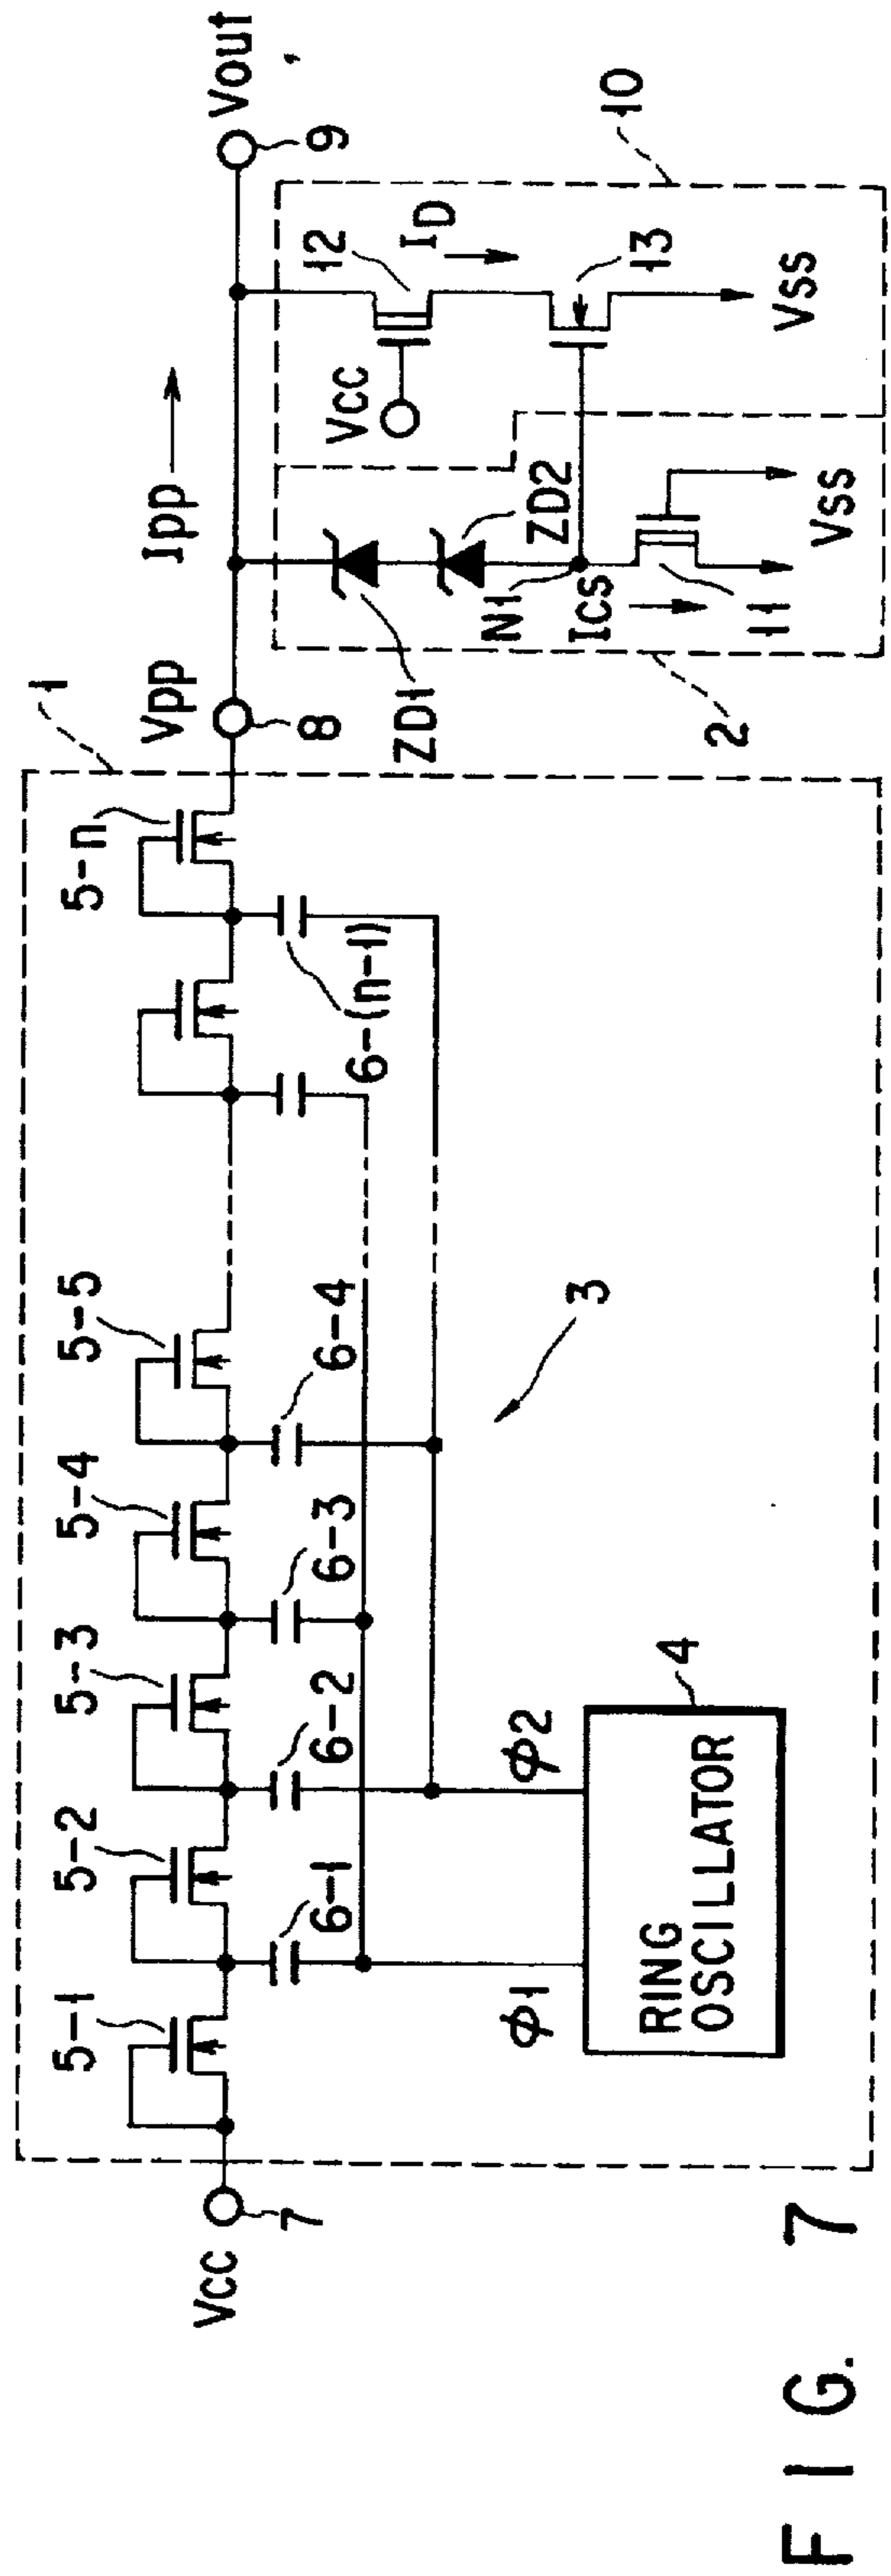 1
5-1
5-2
5-3
5-4
5-5
5-n
Vcc
7
6-1
6-2
6-3
6-4
6-(n-1)
3
φ1
φ2
4
RING
OSCILLATOR
Vpp
8
Ipp
Vout
9
ZD1
ZD2
N1
Ics
11
Vss
2
Vcc
12
ID
13
Vss
10
FIG. 7